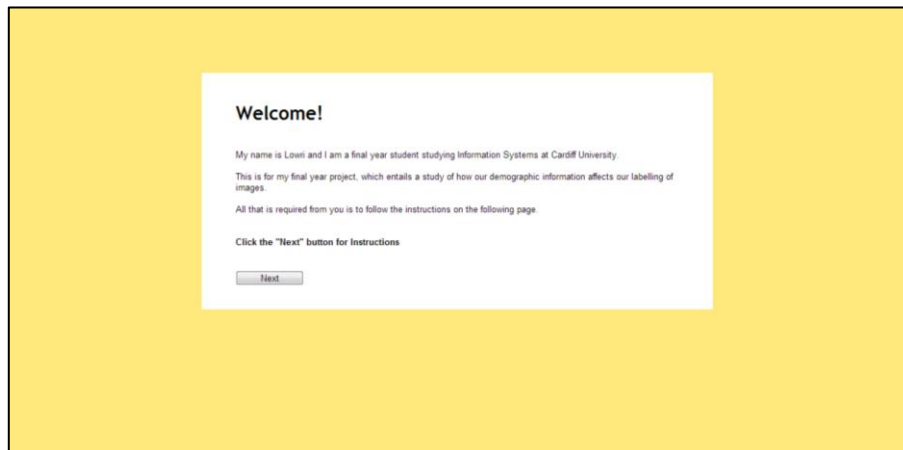 Welcome!
My name is Lowri and I am a final year student studying Information Systems at Cardiff University.
This is for my final year project, which entails a study of how our demographic information affects our labelling of
images.
All that is required from you is to follow the instructions on the following page.
Click the "Next" button for Instructions
Next